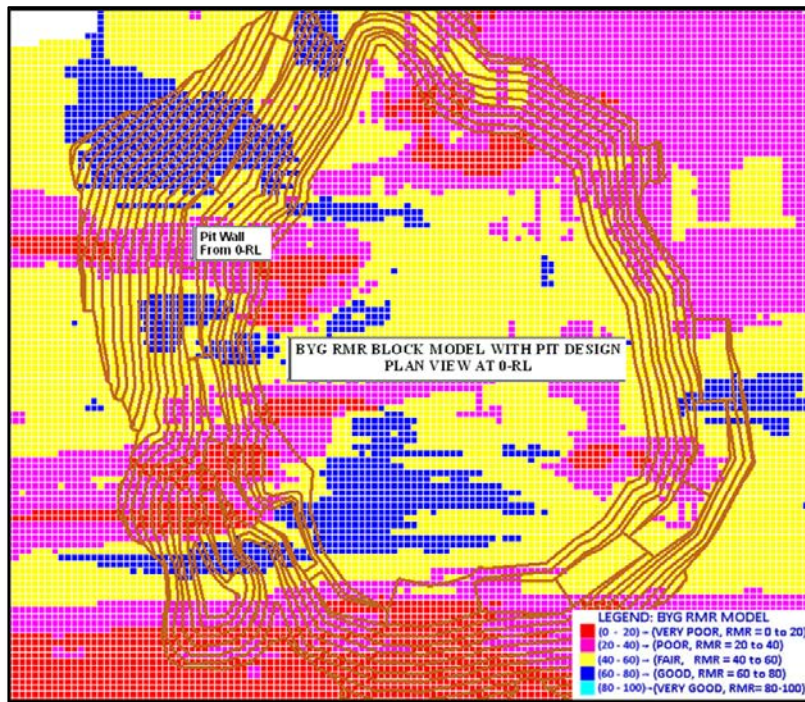 Pit Wall
From 0-RL
BYG RMR BLOCK MODEL WITH PIT DESIGN
PLAN VIEW AT 0-RL
LEGEND: BYG RMR MODEL
(0 - 20) - (VERY POOR, RMR = 0 to 20)
(20 - 40) - (POOR, RMR = 20 to 40)
(40 - 60) - (FAIR, RMR = 40 to 60)
(60 - 80) - (GOOD, RMR = 60 to 80)
(80 - 100)→(VERY GOOD, RMR= 80-100)